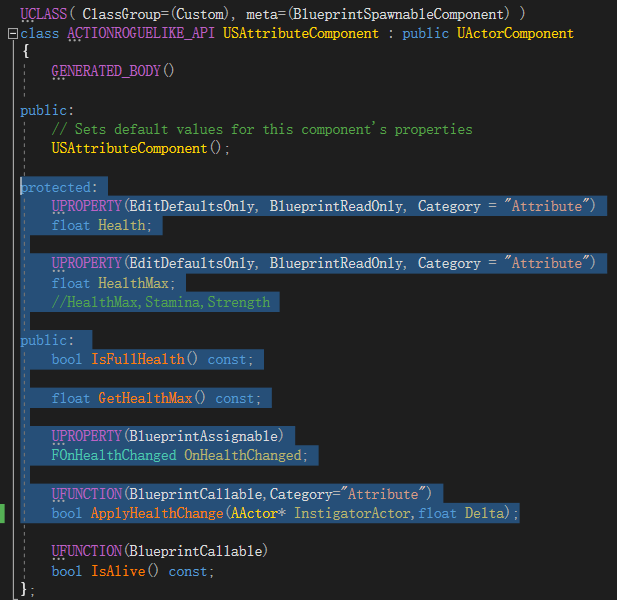 UCLASS( ClassGroup=(Custom), meta=(BlueprintSpawnableComponent) )
class ACTIONROGUELIKE_API USAttributeComponent : public UActorComponent
{
GENERATED_BODY()
public:
// Sets default values for this component's properties
USAttributeComponent();
protected:
UPROPERTY(EditDefaultsOnly, BlueprintReadOnly, Category = "Attribute")
float Health;
UPROPERTY(EditDefaultsOnly, BlueprintReadOnly, Category = "Attribute")
float HealthMax;
//HealthMax,Stamina,Strength
public:
bool IsFullHealth() const;
float GetHealthMax() const;
UPROPERTY(BlueprintAssignable)
FOnHealthChanged OnHealthChanged;
UFUNCTION(BlueprintCallable,Category="Attribute")
bool ApplyHealthChange(AActor* InstigatorActor,float Delta);
UFUNCTION(BlueprintCallable)
bool IsAlive() const;
};